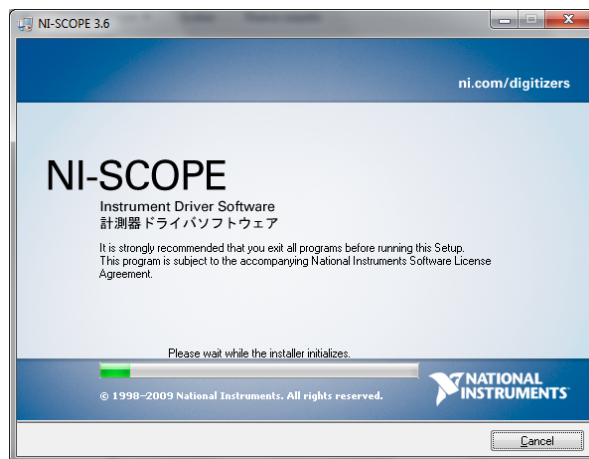 NI-SCOPE 3.6
ni.com/digitizers
NI-SCOPE
Instrument Driver Software
計測器ドライバソフトウェア
It is strongly recommended that you exit all programs before running this Setup.
This program is subject to the accompanying National Instruments Software License
Agreement.
Please wait while the installer initializes.
© 1998–2009 National Instruments. All rights reserved.
NATIONAL
INSTRUMENTS
Cancel